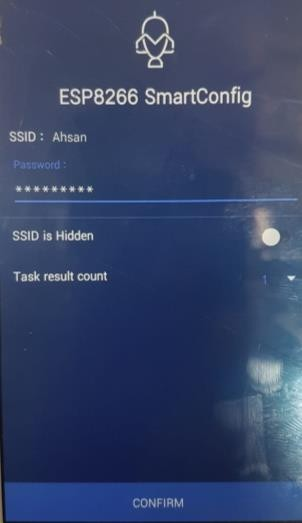 ESP8266 SmartConfig
SSID : Ahsan
Password :
*********
SSID is Hidden
Task result count 1
CONFIRM